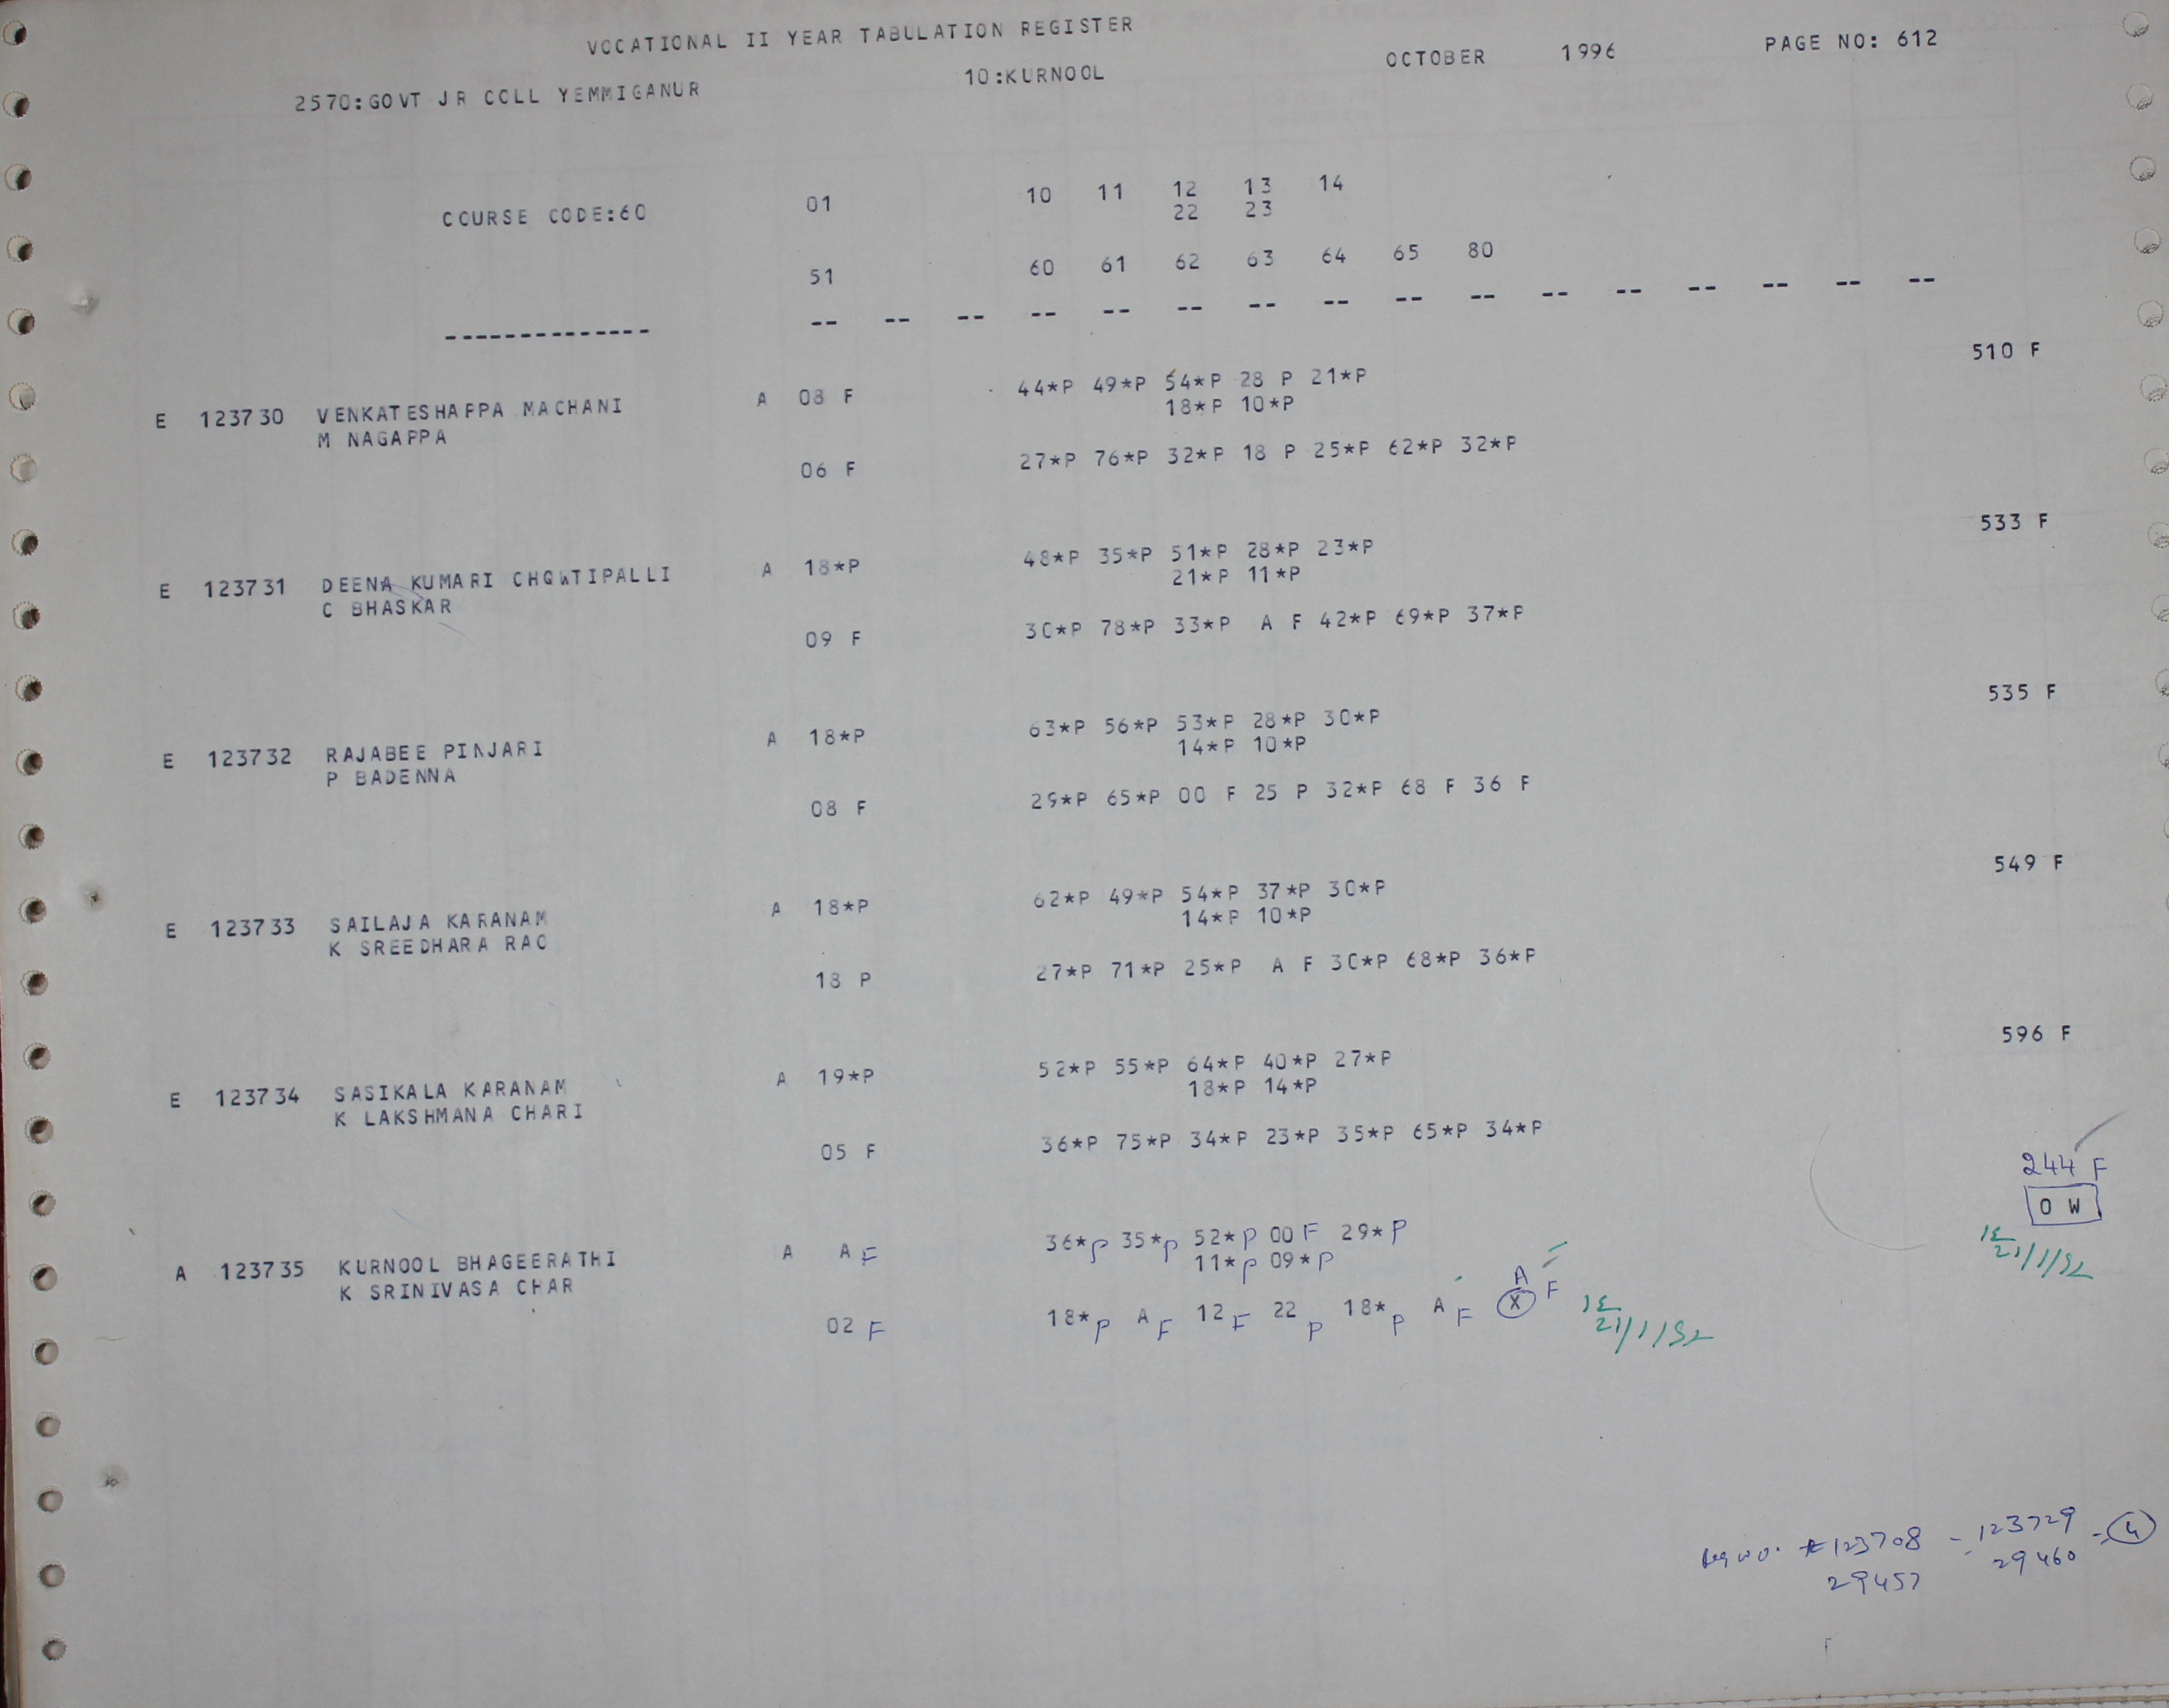 VOCATIONAL II YEAR TABULATION REGISTER
OCTOBER 1996 PAGE NO: 612
2570:GOVT JR COLL YEMMIGANUR 10:KURNOOL
COURSE CODE:60 01 10 11 12 13 14
22 23
51 60 61 62 63 64 65 80
-------------- -- -- -- -- -- -- -- -- -- -- -- -- -- -- -- --
510 F
E 123730 VENKATESHAPPA MACHANI A 08 F 44*P 49*P 54*P 28 P 21*P
M NAGAPPA 18*P 10*P
06 F 27*P 76*P 32*P 18 P 25*P 62*P 32*P
533 F
E 123731 DEENA KUMARI CHOWTIPALLI A 18*P 48*P 35*P 51*P 28*P 23*P
C BHASKAR 21*P 11*P
09 F 30*P 78*P 33*P A F 42*P 69*P 37*P
535 F
E 123732 RAJABEE PINJARI A 18*P 63*P 56*P 53*P 28*P 30*P
P BADENNA 14*P 10*P
08 F 29*P 65*P 00 F 25 P 32*P 68 F 36 F
549 F
E 123733 SAILAJA KARANAM A 18*P 62*P 49*P 54*P 37*P 30*P
K SREEDHARA RAO 14*P 10*P
18 P 27*P 71*P 25*P A F 30*P 68*P 36*P
596 F
E 123734 SASIKALA KARANAM A 19*P 52*P 55*P 64*P 40*P 27*P
K LAKSHMANA CHARI 18*P 14*P
05 F 36*P 75*P 34*P 23*P 35*P 65*P 34*P
244 F
O W
A 123735 KURNOOL BHAGEERATHI A A F 36*P 35*P 52*P 00 F 29*P
K SRINIVASA CHAR 11*P 09*P
21/1/92
A
02 F 18*P A F 12 F 22 P 18*P A F X F
21/1/92
123708 - 123729 - 4
29457 29460